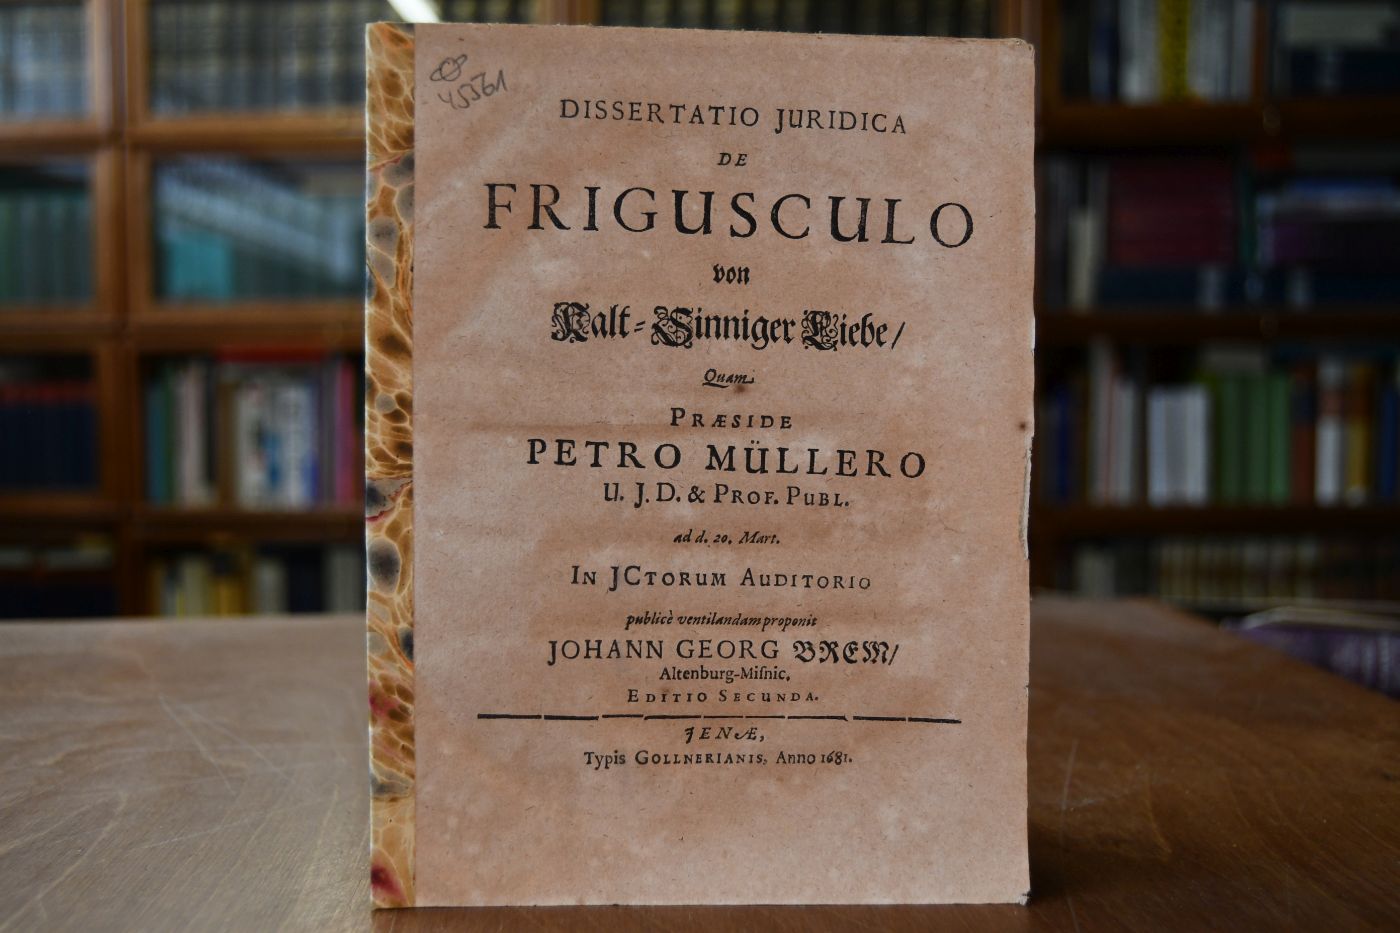 45561
DISSERTATIO JURIDICA
DE
FRIGUSCULO
von
Kalt-Sinniger Liebe/
Quam
PRÆSIDE
PETRO MÜLLERO
U. J. D. & PROF. PUBL.
ad d. 20. Mart.
IN JCTORUM AUDITORIO
publicè ventilandam proponit
JOHANN GEORG BREM/
Altenburg-Miſnic.
EDITIO SECUNDA.
JENÆ,
Typis GOLLNERIANIS, Anno 1681.